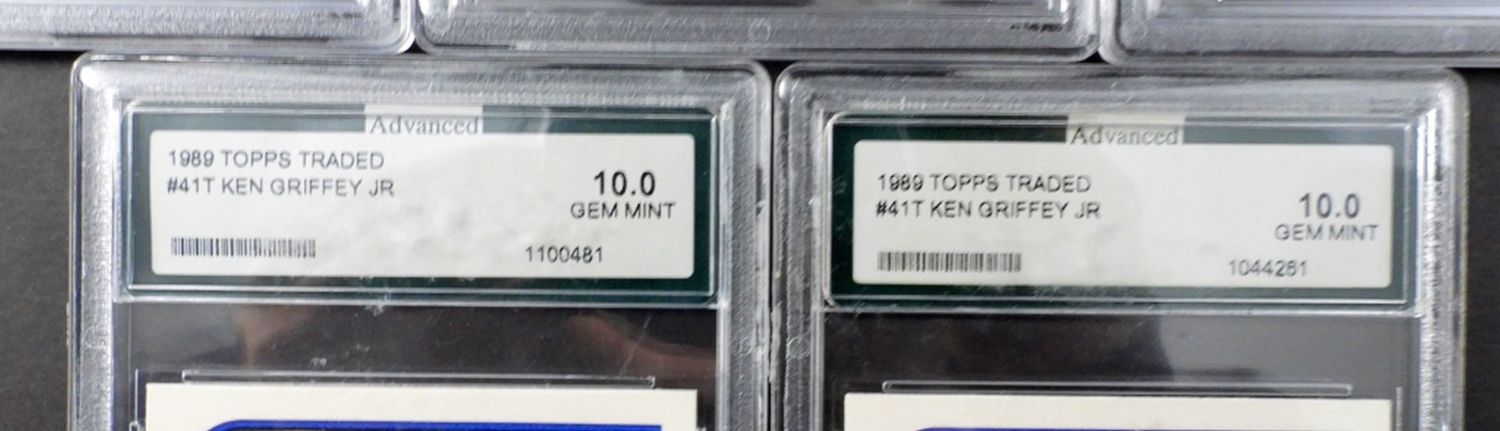 Advanced
1989 TOPPS TRADED
#41T KEN GRIFFEY JR
10.0
GEM MINT
1100481
Advanced
1989 TOPPS TRADED
#41T KEN GRIFFEY JR
10.0
GEM MINT
1044261